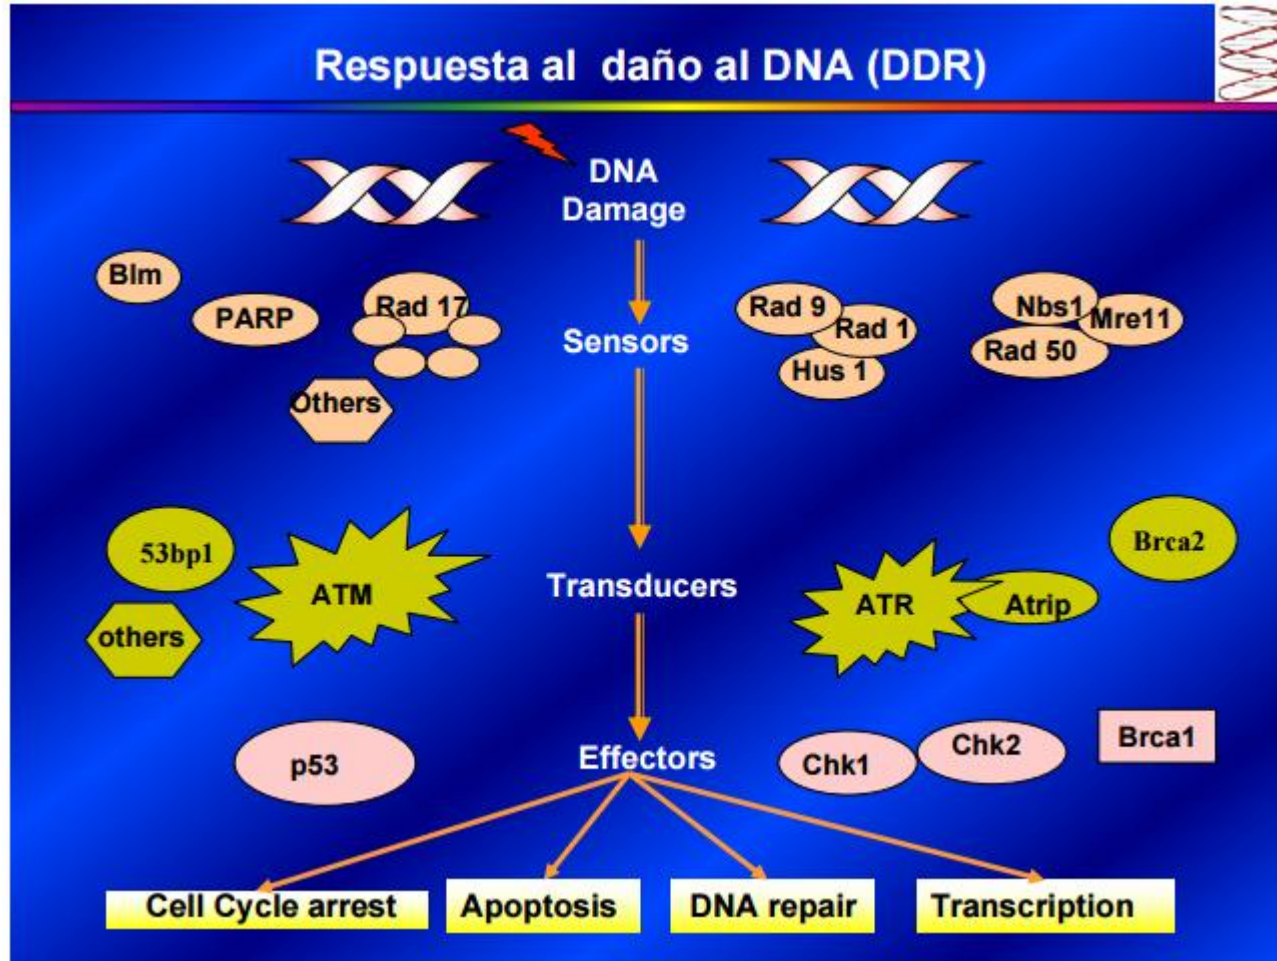 Respuesta al daño al DNA (DDR)
DNA
Damage
Blm
PARP
Rad 17
Others
Sensors
Rad 9
Rad 1
Hus 1
Nbs1
Mre11
Rad 50
53bp1
others
ATM
Transducers
ATR
Atrip
Brca2
p53
Effectors
Chk1
Chk2
Brca1
Cell Cycle arrest
Apoptosis
DNA repair
Transcription